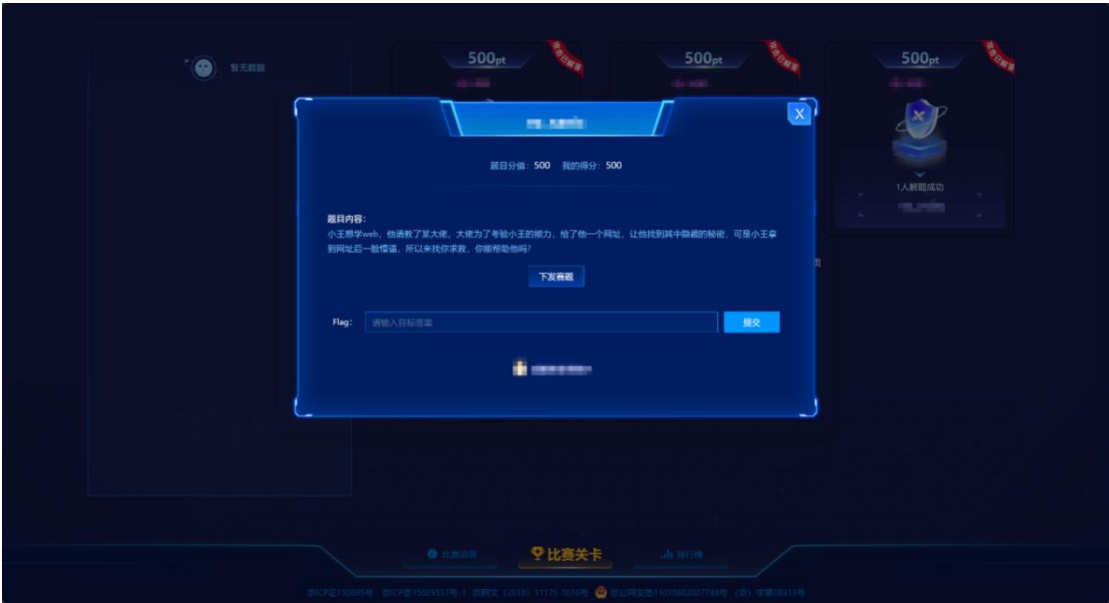 暂无数据
500pt
500pt
500pt
X
题目分值：500 我的得分：500
1人解题成功
题目内容：
小王想学web，他请教了某大佬，大佬为了考验小王的能力，给了他一个网址，让他找到其中隐藏的秘密，可是小王拿
到网址后一脸懵逼，所以来找你求救，你能帮助他吗？
页
下发赛题
Flag： 请输入目标答案 提交
比赛说明 比赛关卡 排行榜